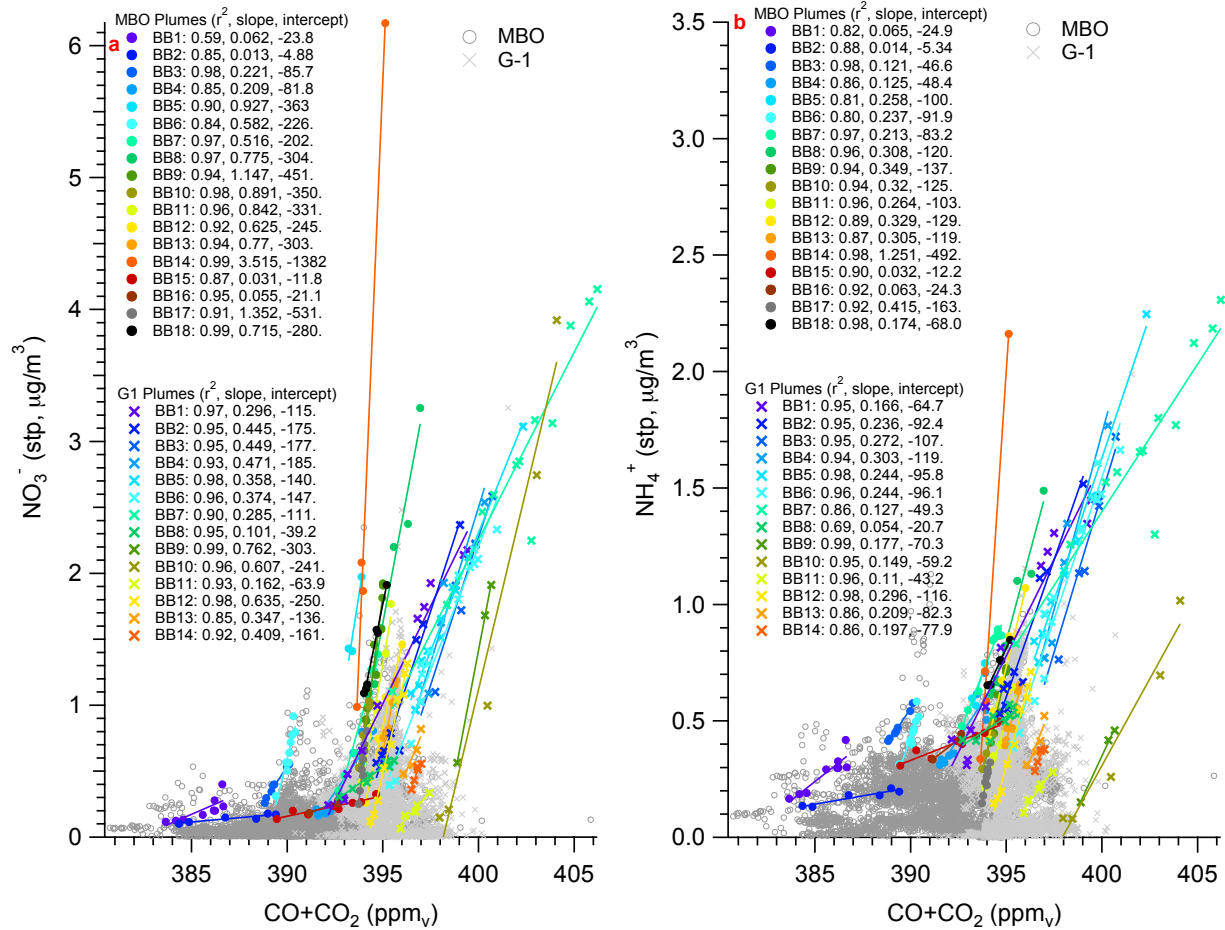 a
MBO Plumes (r², slope, intercept)
BB1: 0.59, 0.062, -23.8
BB2: 0.85, 0.013, -4.88
BB3: 0.98, 0.221, -85.7
BB4: 0.85, 0.209, -81.8
BB5: 0.90, 0.927, -363
BB6: 0.84, 0.582, -226.
BB7: 0.97, 0.516, -202.
BB8: 0.97, 0.775, -304.
BB9: 0.94, 1.147, -451.
BB10: 0.98, 0.891, -350.
BB11: 0.96, 0.842, -331.
BB12: 0.92, 0.625, -245.
BB13: 0.94, 0.77, -303.
BB14: 0.99, 3.515, -1382
BB15: 0.87, 0.031, -11.8
BB16: 0.95, 0.055, -21.1
BB17: 0.91, 1.352, -531.
BB18: 0.99, 0.715, -280.
MBO
G-1
G1 Plumes (r², slope, intercept)
BB1: 0.97, 0.296, -115.
BB2: 0.95, 0.445, -175.
BB3: 0.95, 0.449, -177.
BB4: 0.93, 0.471, -185.
BB5: 0.98, 0.358, -140.
BB6: 0.96, 0.374, -147.
BB7: 0.90, 0.285, -111.
BB8: 0.95, 0.101, -39.2
BB9: 0.99, 0.762, -303.
BB10: 0.96, 0.607, -241.
BB11: 0.93, 0.162, -63.9
BB12: 0.98, 0.635, -250.
BB13: 0.85, 0.347, -136.
BB14: 0.92, 0.409, -161.
NO₃⁻ (stp, µg/m³)
6
5
4
3
2
1
0
385
390
395
400
405
CO+CO₂ (ppmᵥ)
b
MBO Plumes (r², slope, intercept)
BB1: 0.82, 0.065, -24.9
BB2: 0.88, 0.014, -5.34
BB3: 0.98, 0.121, -46.6
BB4: 0.86, 0.125, -48.4
BB5: 0.81, 0.258, -100.
BB6: 0.80, 0.237, -91.9
BB7: 0.97, 0.213, -83.2
BB8: 0.96, 0.308, -120.
BB9: 0.94, 0.349, -137.
BB10: 0.94, 0.32, -125.
BB11: 0.96, 0.264, -103.
BB12: 0.89, 0.329, -129.
BB13: 0.87, 0.305, -119.
BB14: 0.98, 1.251, -492.
BB15: 0.90, 0.032, -12.2
BB16: 0.92, 0.063, -24.3
BB17: 0.92, 0.415, -163.
BB18: 0.98, 0.174, -68.0
MBO
G-1
G1 Plumes (r², slope, intercept)
BB1: 0.95, 0.166, -64.7
BB2: 0.95, 0.236, -92.4
BB3: 0.95, 0.272, -107.
BB4: 0.94, 0.303, -119.
BB5: 0.98, 0.244, -95.8
BB6: 0.96, 0.244, -96.1
BB7: 0.86, 0.127, -49.3
BB8: 0.69, 0.054, -20.7
BB9: 0.99, 0.177, -70.3
BB10: 0.95, 0.149, -59.2
BB11: 0.96, 0.11, -43.2
BB12: 0.98, 0.296, -116.
BB13: 0.86, 0.209, -82.3
BB14: 0.86, 0.197, -77.9
NH₄⁺ (stp, µg/m³)
3.5
3.0
2.5
2.0
1.5
1.0
0.5
0.0
385
390
395
400
405
CO+CO₂ (ppmᵥ)